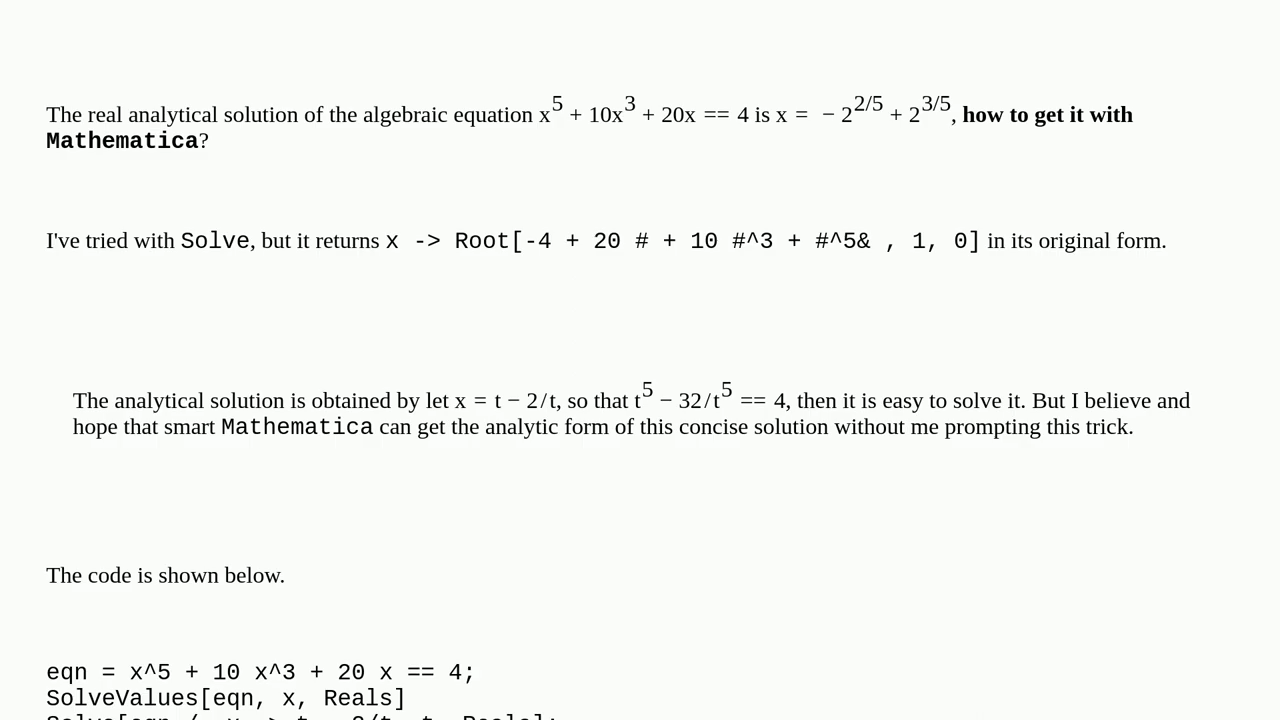 The real analytical solution of the algebraic equation x^5 + 10x^3 + 20x == 4 is x = − 2^2/5 + 2^3/5, how to get it with
Mathematica?
I've tried with Solve, but it returns x -> Root[-4 + 20 # + 10 #^3 + #^5& , 1, 0] in its original form.
The analytical solution is obtained by let x = t − 2/t, so that t^5 − 32/t^5 == 4, then it is easy to solve it. But I believe and
hope that smart Mathematica can get the analytic form of this concise solution without me prompting this trick.
The code is shown below.
eqn = x^5 + 10 x^3 + 20 x == 4;
SolveValues[eqn, x, Reals]